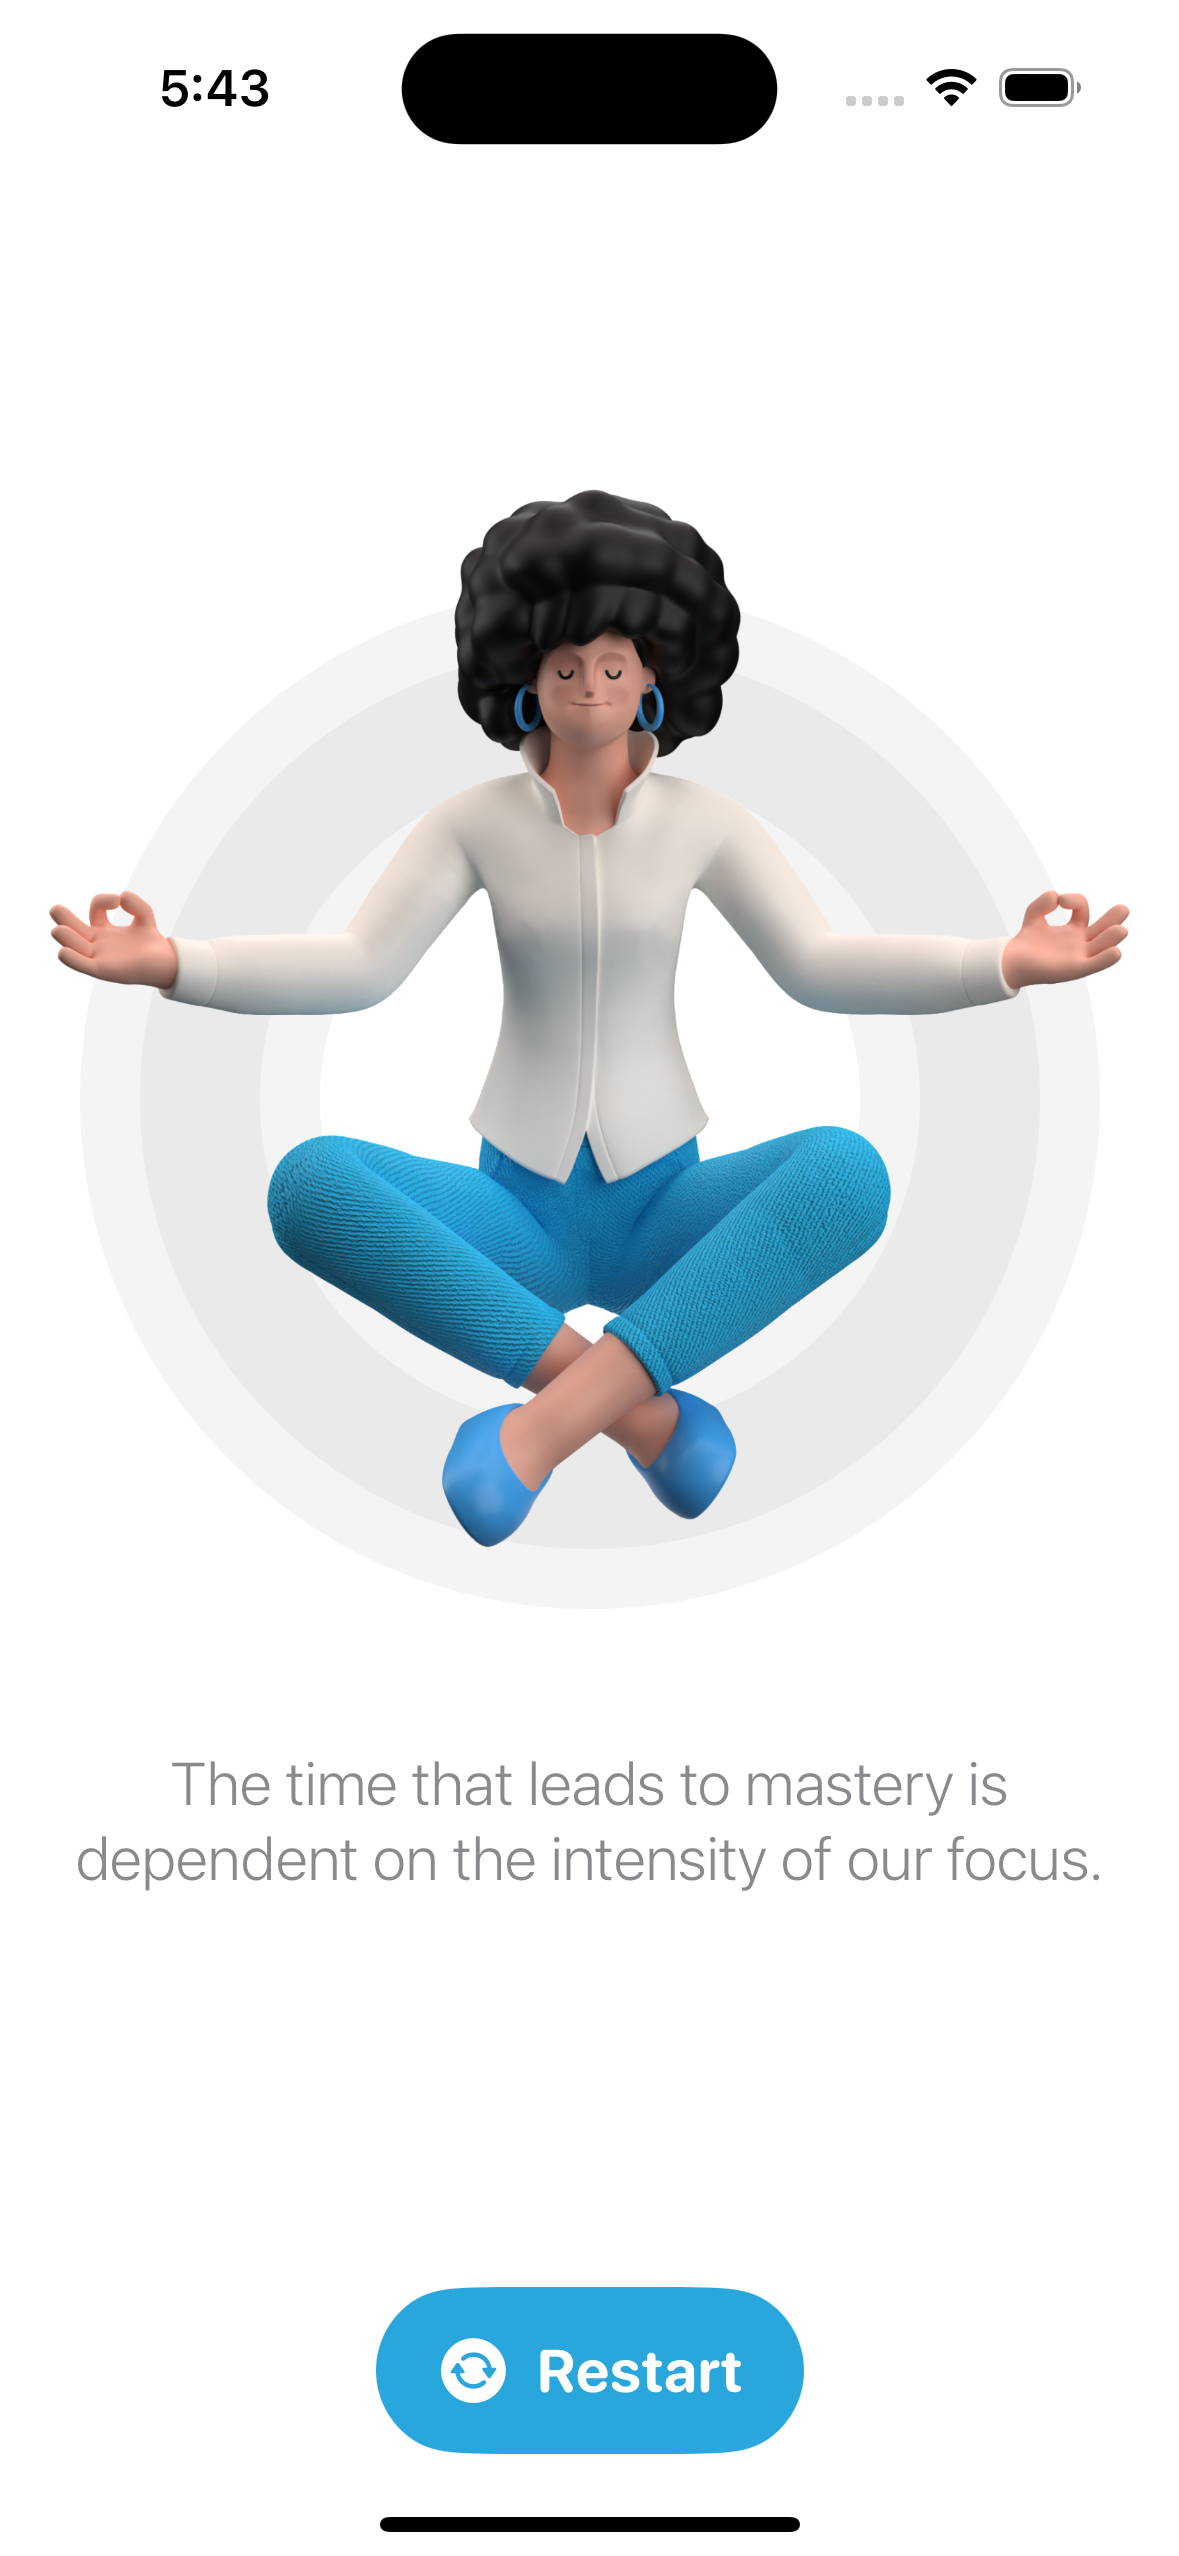 5:43
The time that leads to mastery is
dependent on the intensity of our focus.
Restart